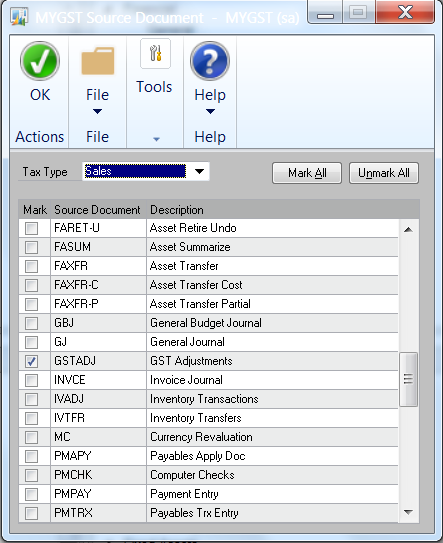 MYGST Source Document - MYGST (sa)
OK File Tools Help
Actions File Help
Tax Type Sales Mark All Unmark All
Mark Source Document Description
FARET-U Asset Retire Undo
FASUM Asset Summarize
FAXFR Asset Transfer
FAXFR-C Asset Transfer Cost
FAXFR-P Asset Transfer Partial
GBJ General Budget Journal
GJ General Journal
GSTADJ GST Adjustments
INVCE Invoice Journal
IVADJ Inventory Transactions
IVTFR Inventory Transfers
MC Currency Revaluation
PMAPY Payables Apply Doc
PMCHK Computer Checks
PMPAY Payment Entry
PMTRX Payables Trx Entry